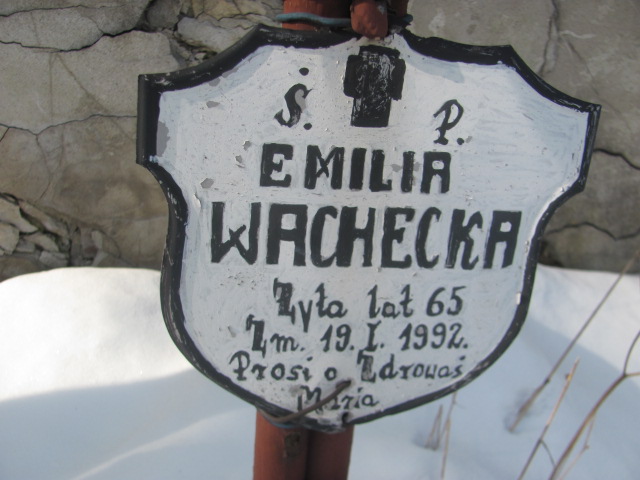 Ś. P.
EMILIA
WACHECKA
Żyła lat 65
Zm. 19. I. 1992.
Prosi o Zdrowaś
Maria